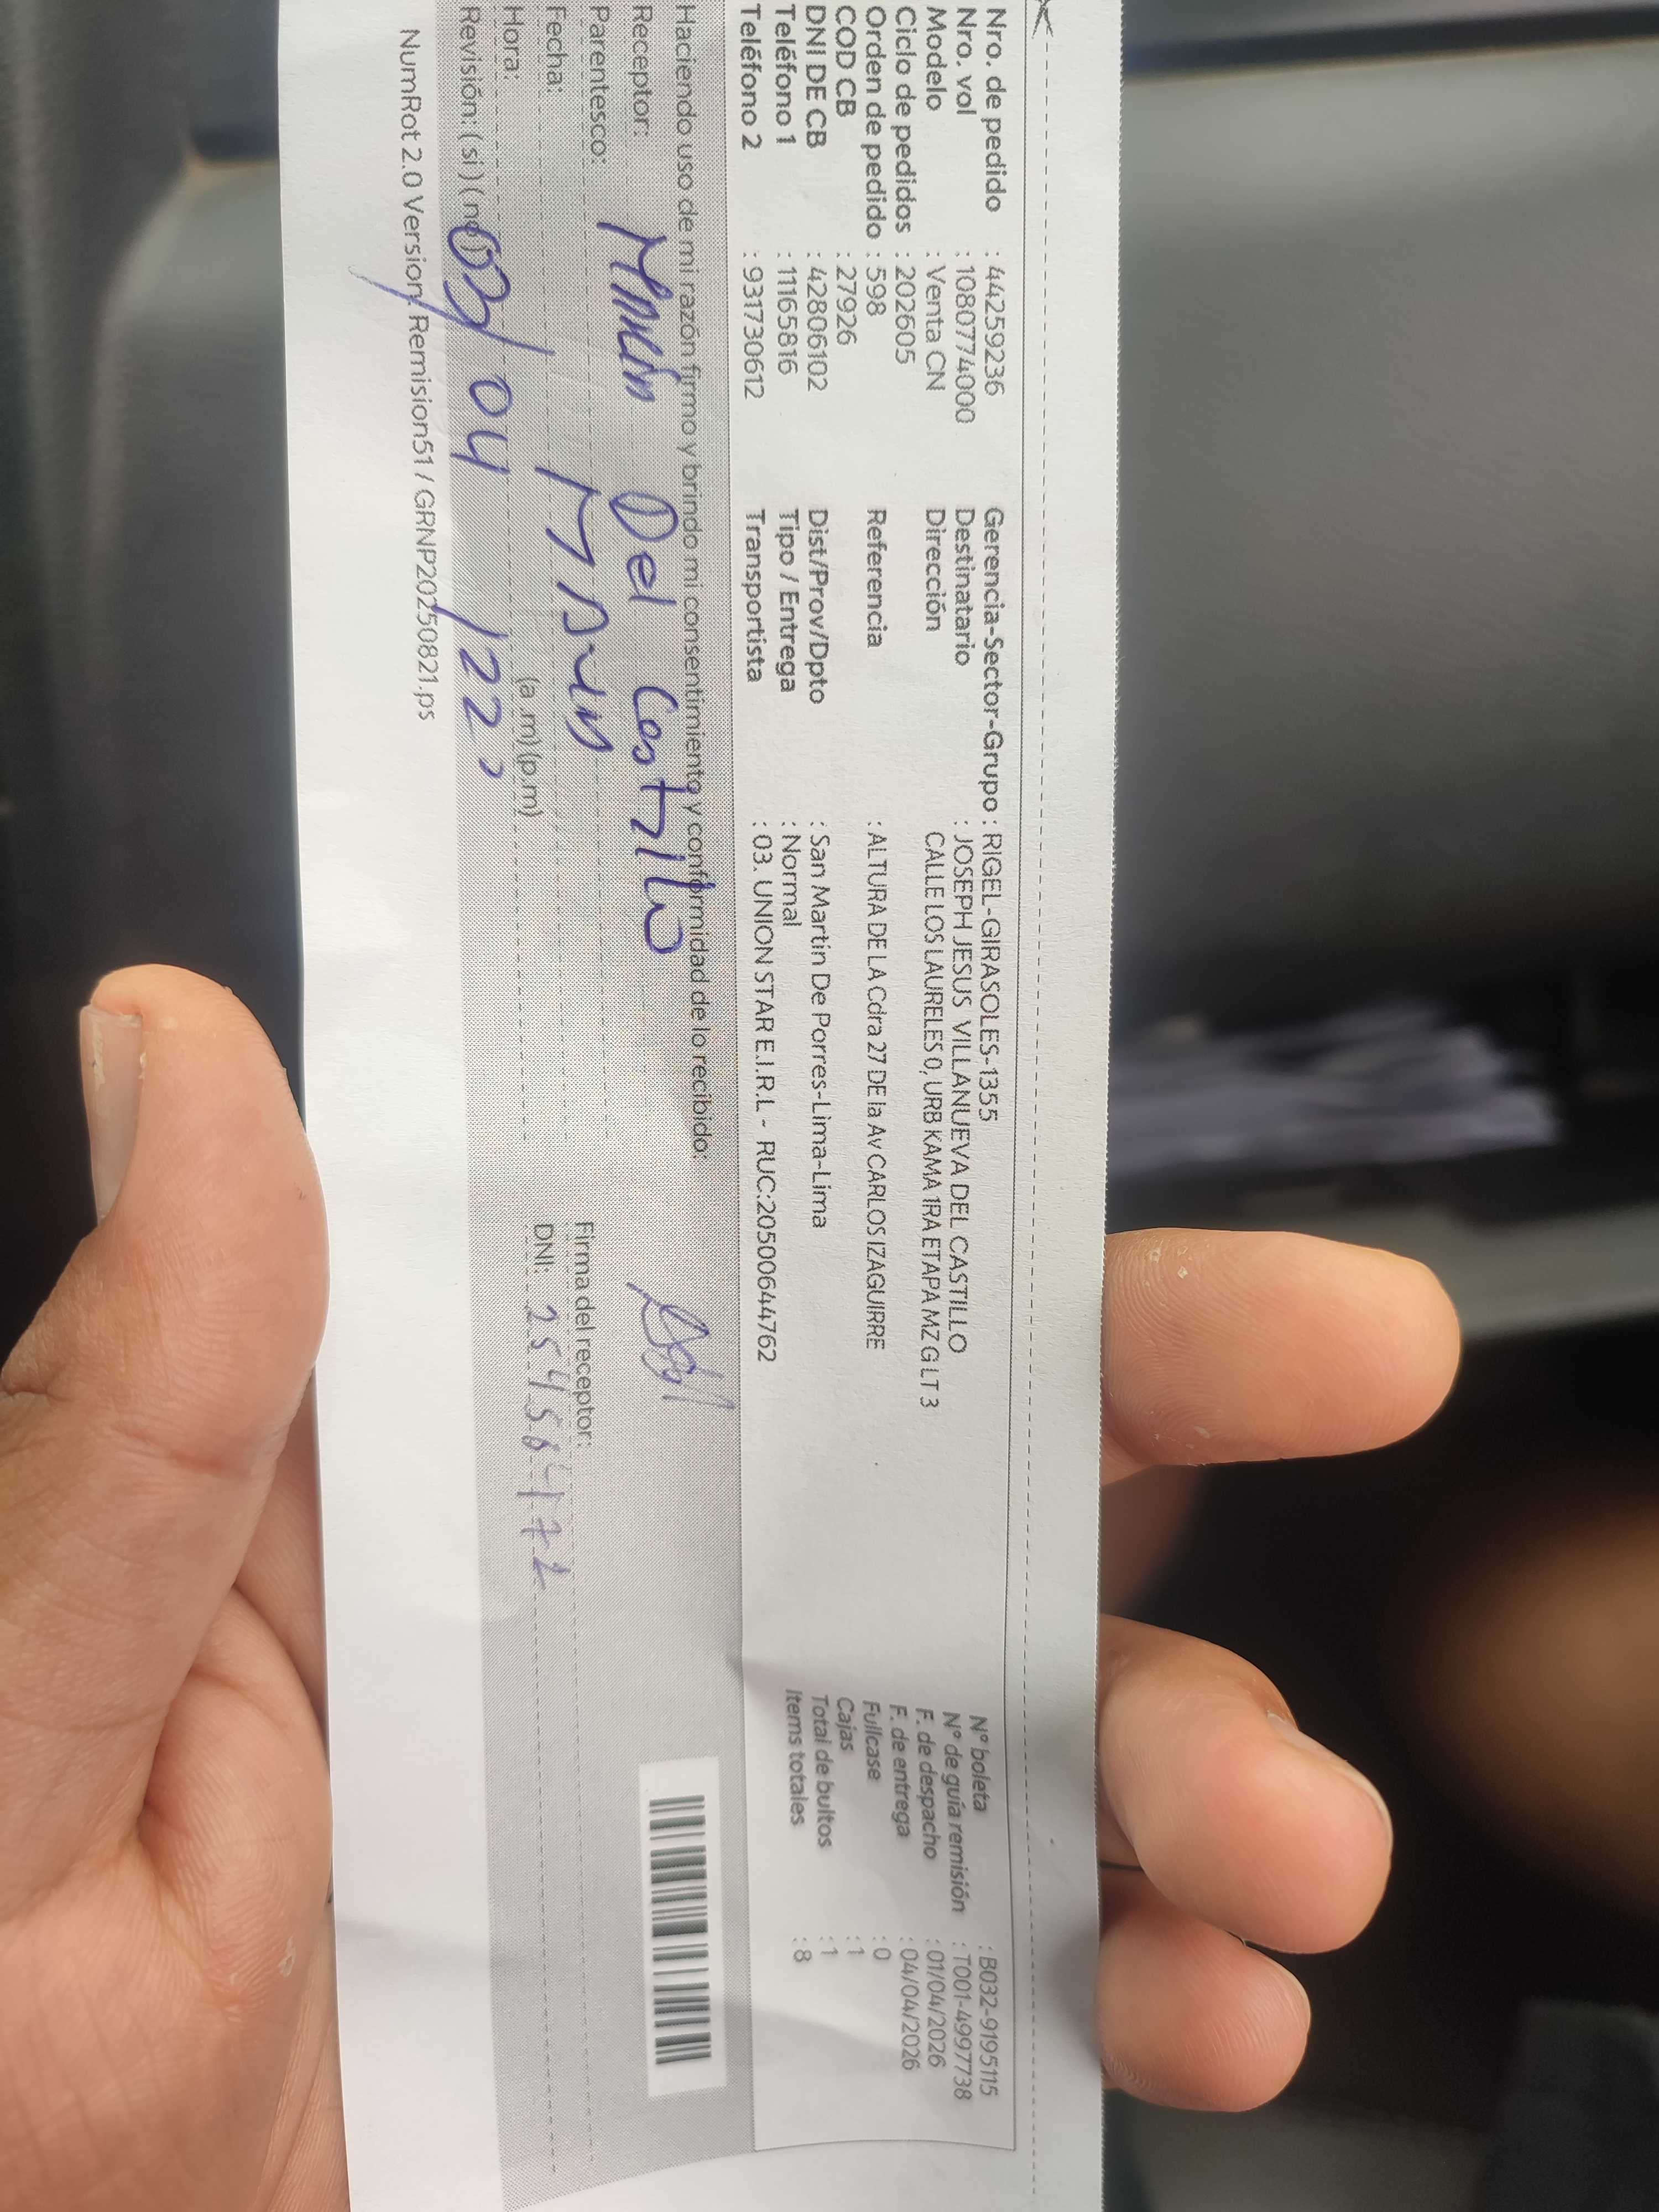 Nro. de pedido : 44259236
Nro. vol : 1080774000
Modelo : Venta CN
Ciclo de pedidos : 202605
Orden de pedido : 598
COD CB : 27926
DNI DE CB : 42806102
Teléfono 1 : 11165816
Teléfono 2 : 931730612
Gerencia-Sector-Grupo : RIGEL-GIRASOLES-1355
Destinatario : JOSEPH JESUS VILLANUEVA DEL CASTILLO
Dirección CALLE LOS LAURELES 0, URB KAMA 1RA ETAPA MZ G LT 3
Referencia : ALTURA DE LA Cdra 27 DE la Av CARLOS IZAGUIRRE
Dist/Prov/Dpto : San Martin De Porres-Lima-Lima
Tipo / Entrega : Normal
Transportista : 03. UNION STAR E.I.R.L - RUC:20500644762
N° boleta : B032-9195115
N° de guía remisión : T001-4997738
F. de despacho : 01/04/2026
F. de entrega : 04/04/2026
Fullcase : 0
Cajas : 1
Total de bultos : 1
Items totales : 8
Haciendo uso de mi razón firmo y brindo mi consentimiento y conformidad de lo recibido:
Receptor: Del Castillo
Parentesco:
Fecha:
Hora: (a.m)(p.m)
Revisión: (si) (no) 03/04/22
Firma del receptor:
DNI:
NumRot 2.0 Version: Remision51 / GRNP20250821.ps